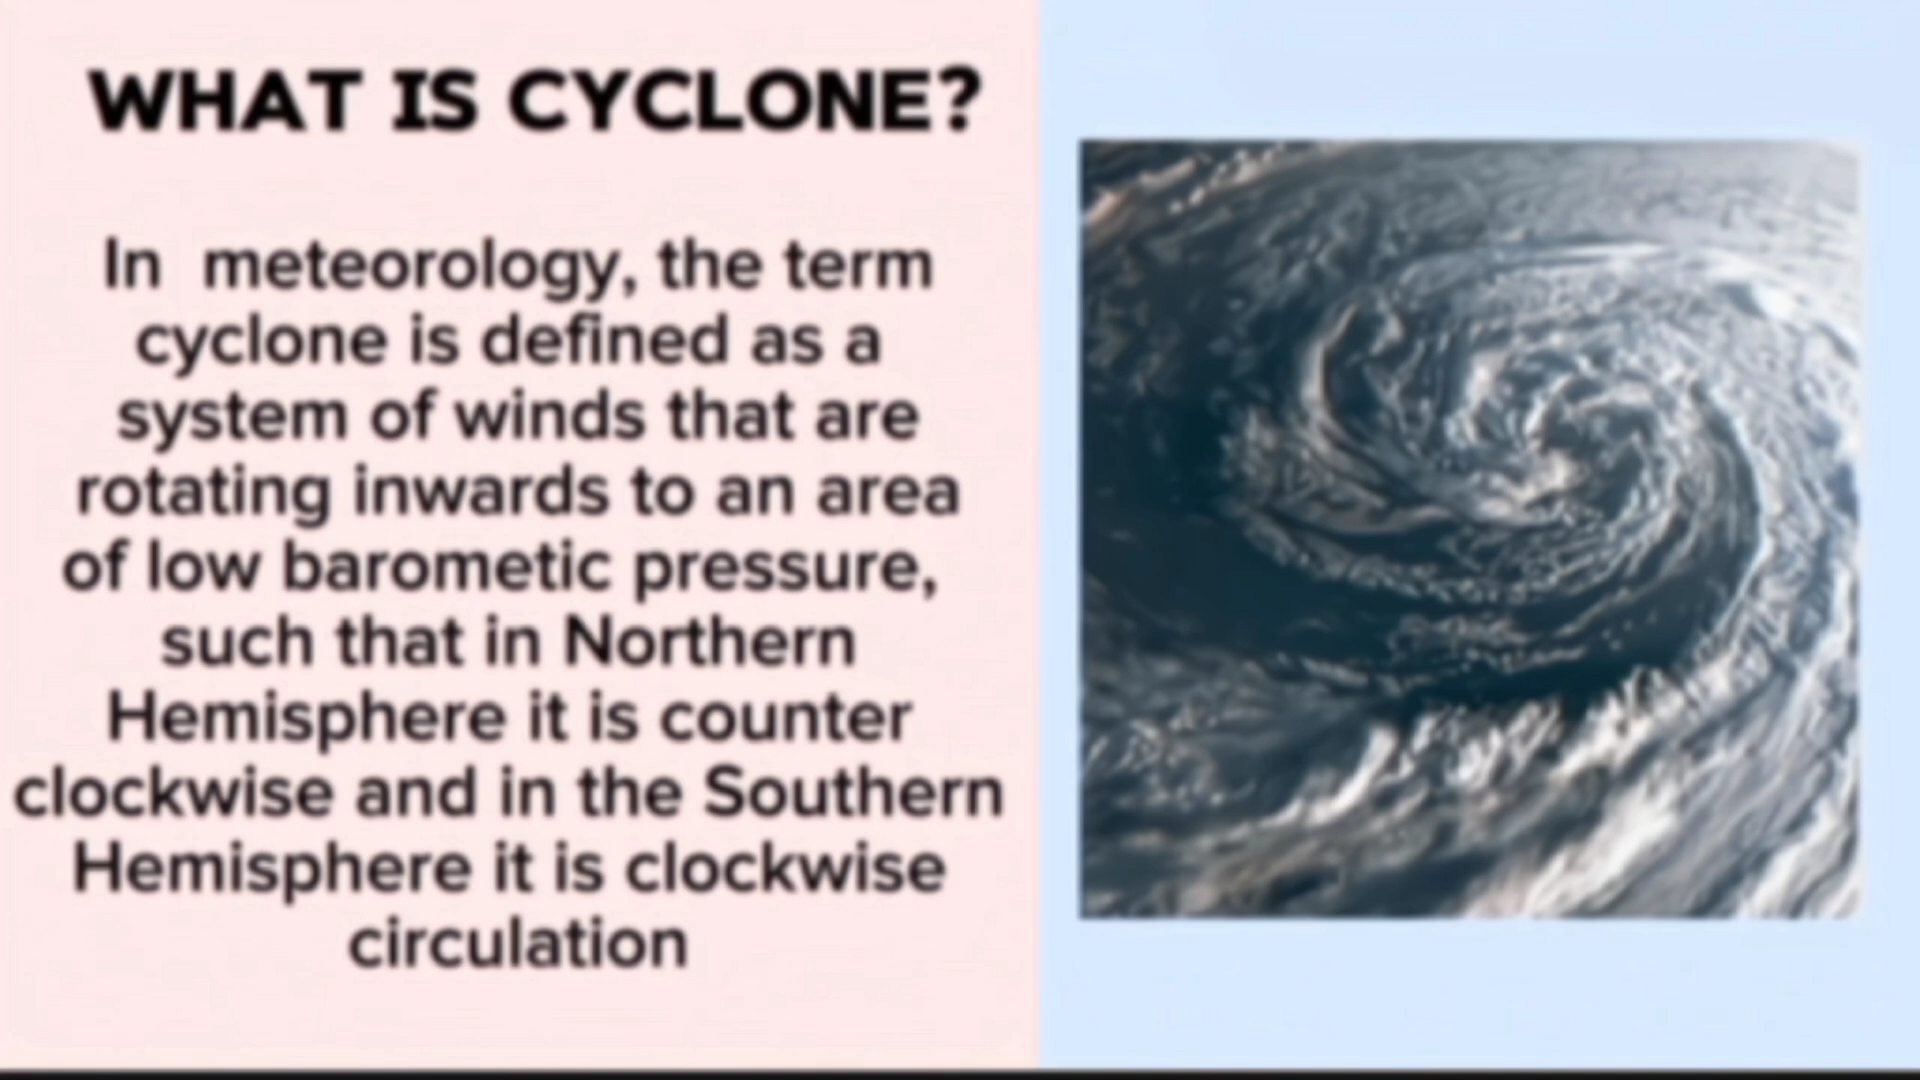 WHAT IS CYCLONE?
In meteorology, the term
cyclone is defined as a
system of winds that are
rotating inwards to an area
of low barometic pressure,
such that in Northern
Hemisphere it is counter
clockwise and in the Southern
Hemisphere it is clockwise
circulation